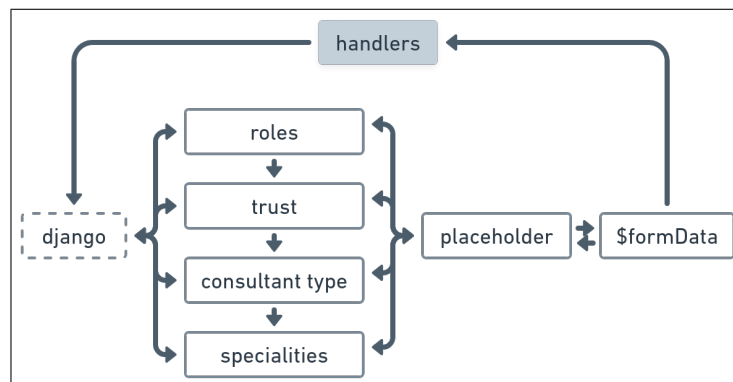 handlers
roles
trust
django
placeholder
$formData
consultant type
specialities